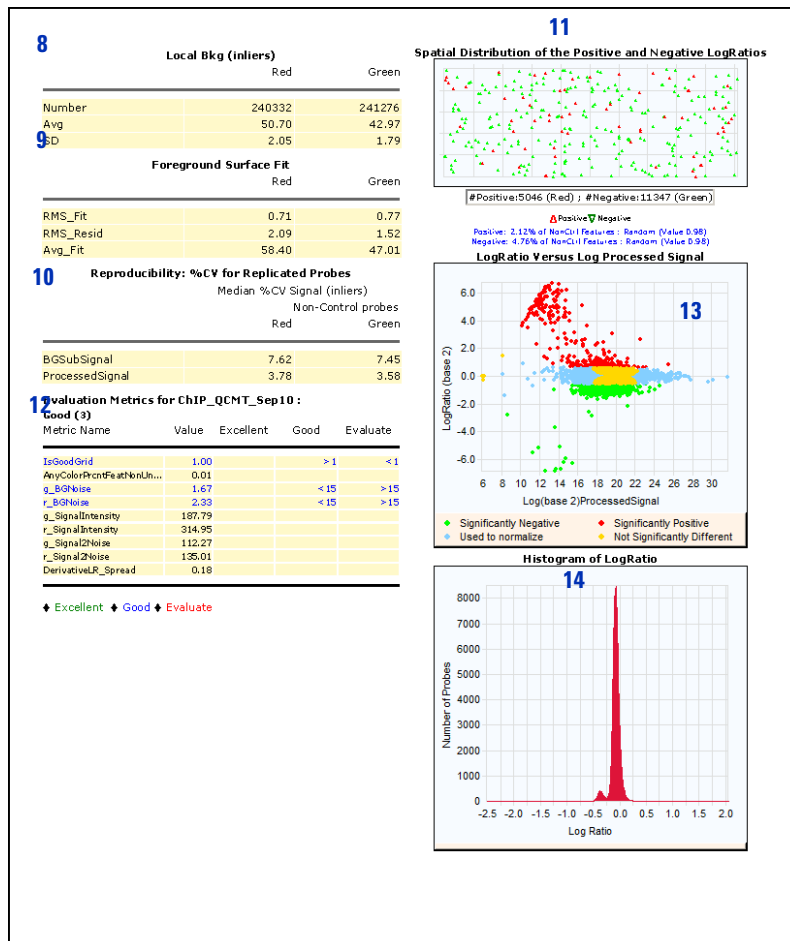 8
Local Bkg (inliers)
Red Green
Number 240332 241276
Avg 50.70 42.97
9
SD 2.05 1.79
Foreground Surface Fit
Red Green
RMS_Fit 0.71 0.77
RMS_Resid 2.09 1.52
Avg_Fit 58.40 47.01
10
Reproducibility: %CV for Replicated Probes
Median %CV Signal (inliers)
Non-Control probes
Red Green
BGSubSignal 7.62 7.45
ProcessedSignal 3.78 3.58
12
Evaluation Metrics for ChIP_QCMT_Sep10 :
Good (3)
Metric Name Value Excellent Good Evaluate
IsGoodGrid 1.00 >1 <1
AnyColorPrcntFeatNonUn... 0.01
g_BGNoise 1.67 <15 >15
r_BGNoise 2.33 <15 >15
g_SignalIntensity 187.79
r_SignalIntensity 314.95
g_Signal2Noise 112.27
r_Signal2Noise 135.01
DerivativeLR_Spread 0.18
Excellent Good Evaluate
11
Spatial Distribution of the Positive and Negative LogRatios
#Positive:5046 (Red) ; #Negative:11347 (Green)
Positive Negative
Positive: 2.12% of NonCtrl Features : Random (Value 0.98)
Negative: 4.76% of NonCtrl Features : Random (Value 0.98)
LogRatio Versus Log Processed Signal
13
LogRatio (base 2)
6.0
4.0
2.0
0.0
-2.0
-4.0
-6.0
6 8 10 12 14 16 18 20 22 24 26 28 30
Log(base 2)ProcessedSignal
Significantly Negative Significantly Positive
Used to normalize Not Significantly Different
Histogram of LogRatio
14
Number of Probes
8000
7000
6000
5000
4000
3000
2000
1000
0
-2.5 -2.0 -1.5 -1.0 -0.5 0.0 0.5 1.0 1.5 2.0
Log Ratio